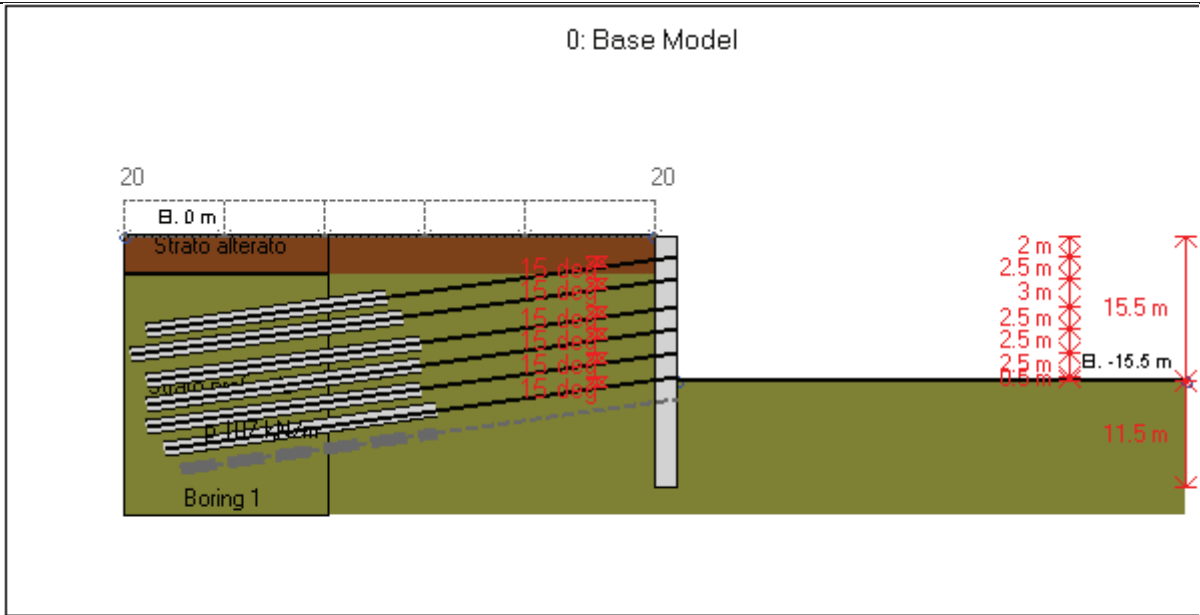 0: Base Model
20
20
B. 0 m
Strato alterato
15 deg
15 deg
15 deg
15 deg
15 deg
15 deg
2 m
2.5 m
3 m
2.5 m
2.5 m
2.5 m
0.5 m
15.5 m
B. -15.5 m
11.5 m
Boring 1